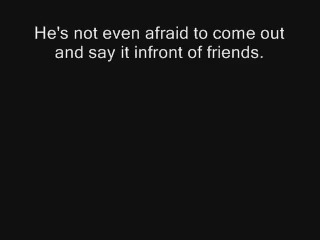 He's not even afraid to come out
and say it infront of friends.